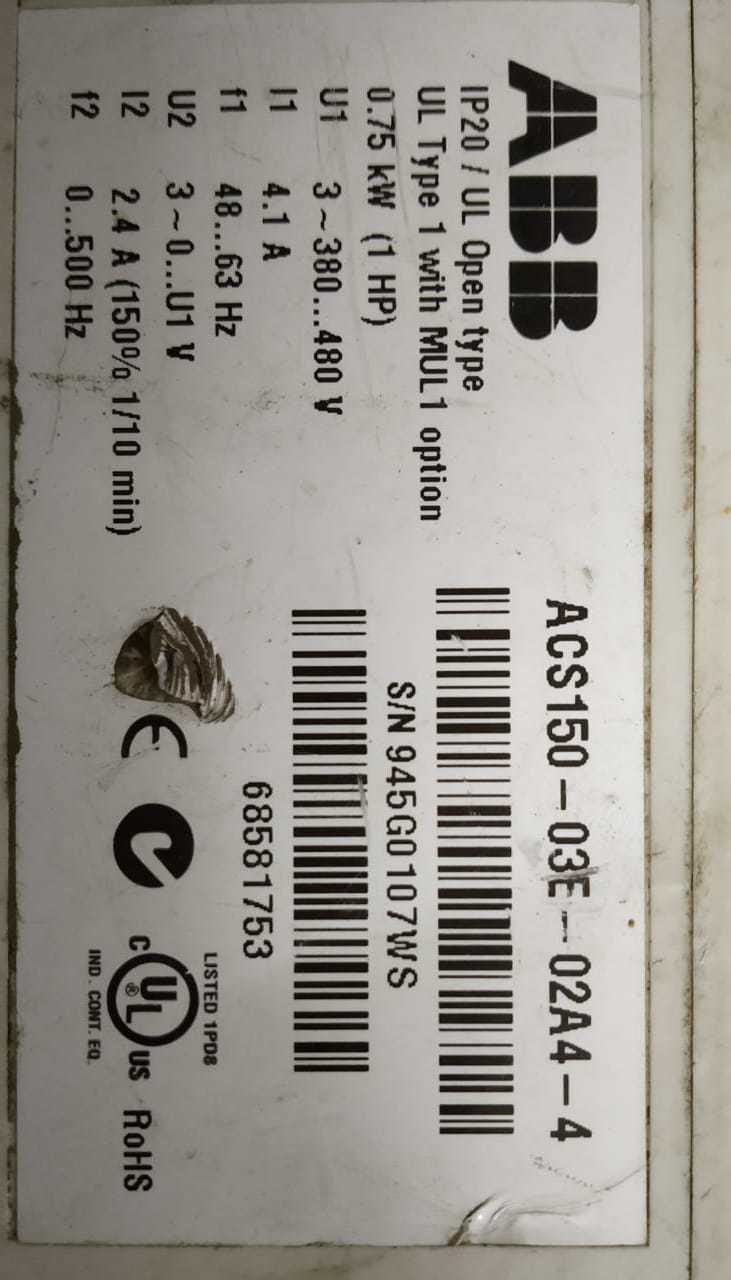 ABB
IP20 / UL Open type
UL Type 1 with MUL1 option
0.75 kW (1 HP)
U1 3~380...480 V
I1 4.1 A
f1 48...63 Hz
U2 3~0...U1 V
I2 2.4 A (150% 1/10 min)
f2 0...500 Hz
ACS150-03E-02A4-4
S/N 945G0107WS
68581753
CE
LISTED 1PD8
C UL ® US RoHS
IND. CONT. EQ.